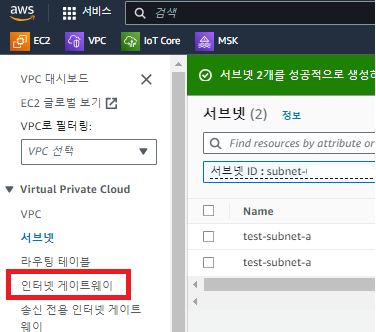 aws
서비스
검색
EC2
VPC
IoT Core
MSK
VPC 대시보드
EC2 글로벌 보기
VPC로 필터링:
VPC 선택
Virtual Private Cloud
VPC
서브넷
라우팅 테이블
인터넷 게이트웨이
송신 전용 인터넷 게이트
웨이
서브넷 2개를 성공적으로 생성하
서브넷 (2)
정보
Find resources by attribute or
서브넷 ID : subnet-
Name
test-subnet-a
test-subnet-a